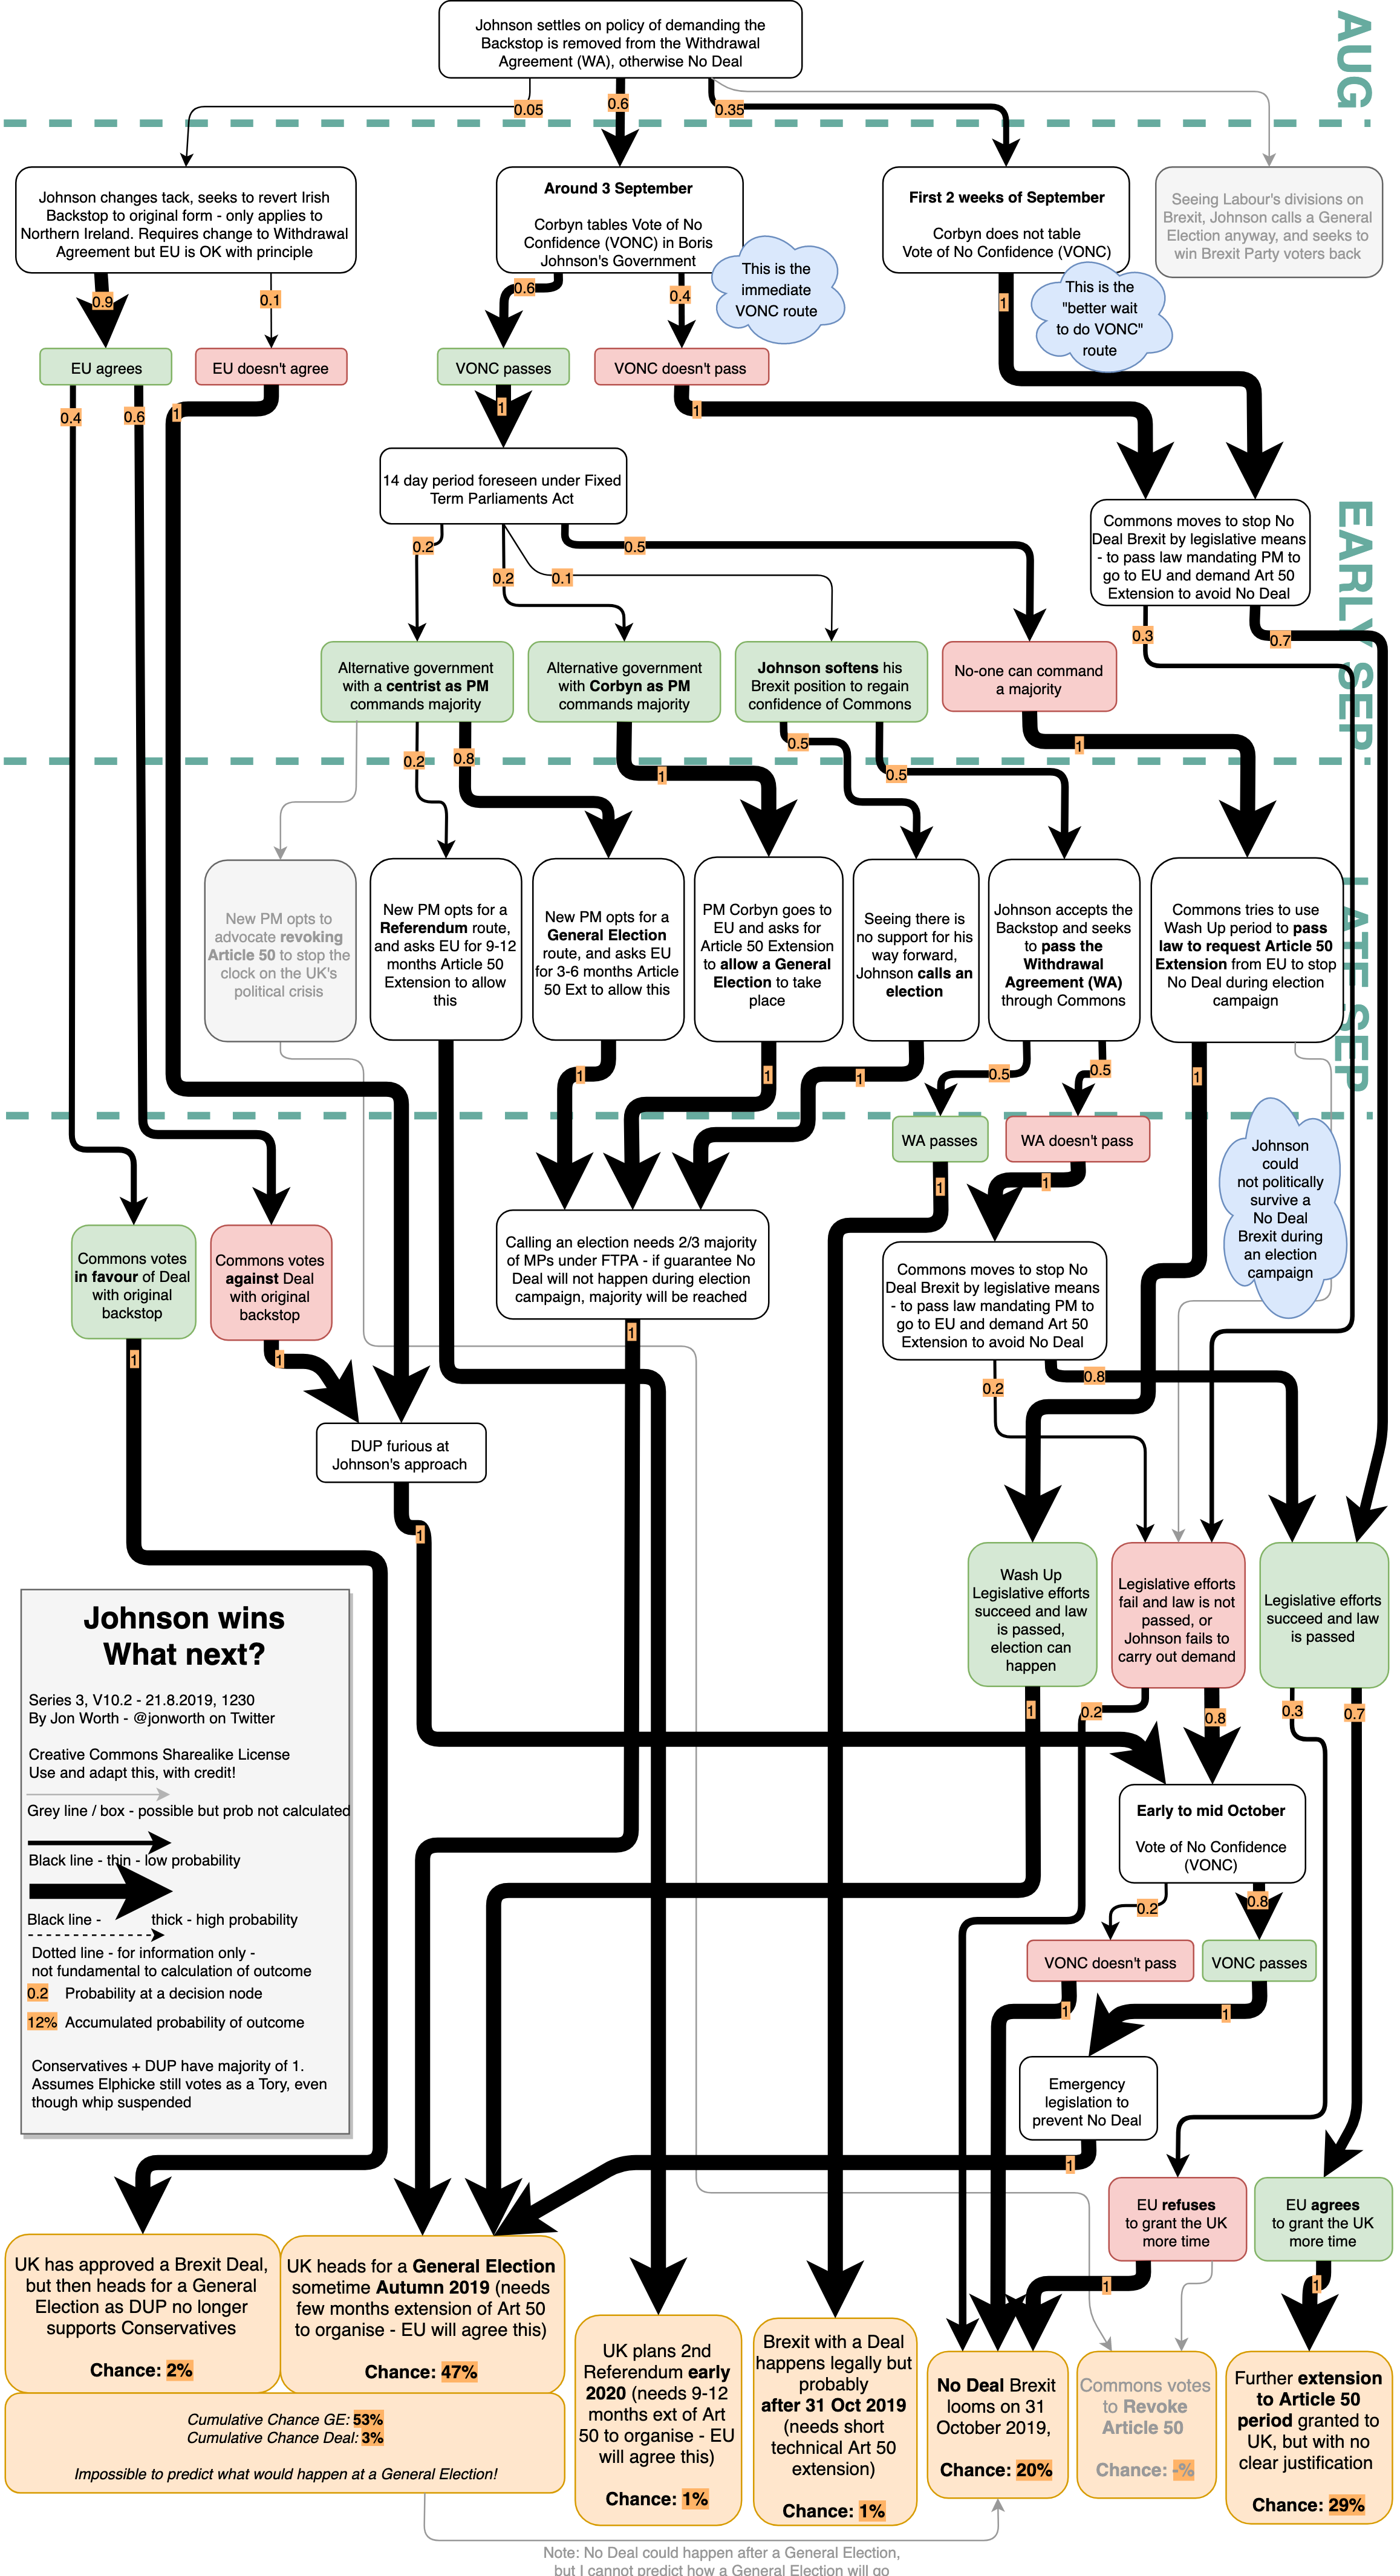 Johnson settles on policy of demanding the
Backstop is removed from the Withdrawal
Agreement (WA), otherwise No Deal
AUG
0.05
0.6
0.35
Johnson changes tack, seeks to revert Irish
Backstop to original form - only applies to
Northern Ireland. Requires change to Withdrawal
Agreement but EU is OK with principle
Around 3 September
Corbyn tables Vote of No
Confidence (VONC) in Boris
Johnson's Government
First 2 weeks of September
Corbyn does not table
Vote of No Confidence (VONC)
Seeing Labour's divisions on
Brexit, Johnson calls a General
Election anyway, and seeks to
win Brexit Party voters back
This is the
immediate
VONC route
This is the
"better wait
to do VONC"
route
0.9
0.1
0.6
0.4
1
EU agrees
EU doesn't agree
VONC passes
VONC doesn't pass
0.4
0.6
1
1
1
14 day period foreseen under Fixed
Term Parliaments Act
Commons moves to stop No
Deal Brexit by legislative means
- to pass law mandating PM to
go to EU and demand Art 50
Extension to avoid No Deal
EARLY SEP
0.2
0.2
0.1
0.5
0.3
0.7
Alternative government
with a centrist as PM
commands majority
Alternative government
with Corbyn as PM
commands majority
Johnson softens his
Brexit position to regain
confidence of Commons
No-one can command
a majority
0.2
0.8
1
0.5
0.5
1
New PM opts to
advocate revoking
Article 50 to stop the
clock on the UK's
political crisis
New PM opts for a
Referendum route,
and asks EU for 9-12
months Article 50
Extension to allow
this
New PM opts for a
General Election
route, and asks EU
for 3-6 months Article
50 Ext to allow this
PM Corbyn goes to
EU and asks for
Article 50 Extension
to allow a General
Election to take
place
Seeing there is
no support for his
way forward,
Johnson calls an
election
Johnson accepts the
Backstop and seeks
to pass the
Withdrawal
Agreement (WA)
through Commons
Commons tries to use
Wash Up period to pass
law to request Article 50
Extension from EU to stop
No Deal during election
campaign
LATE SEP
1
1
1
0.5
0.5
1
WA passes
WA doesn't pass
Johnson
could
not politically
survive a
No Deal
Brexit during
an election
campaign
1
1
Commons votes
in favour of Deal
with original
backstop
Commons votes
against Deal
with original
backstop
Calling an election needs 2/3 majority
of MPs under FTPA - if guarantee No
Deal will not happen during election
campaign, majority will be reached
Commons moves to stop No
Deal Brexit by legislative means
- to pass law mandating PM to
go to EU and demand Art 50
Extension to avoid No Deal
1
1
1
0.2
0.8
DUP furious at
Johnson's approach
1
Wash Up
Legislative efforts
succeed and law
is passed,
election can
happen
Legislative efforts
fail and law is not
passed, or
Johnson fails to
carry out demand
Legislative efforts
succeed and law
is passed
1
0.2
0.8
0.3
0.7
Johnson wins
What next?
Series 3, V10.2 - 21.8.2019, 1230
By Jon Worth - @jonworth on Twitter
Creative Commons Sharealike License
Use and adapt this, with credit!
Grey line / box - possible but prob not calculated
Black line - thin - low probability
Black line - thick - high probability
Dotted line - for information only -
not fundamental to calculation of outcome
0.2 Probability at a decision node
12% Accumulated probability of outcome
Conservatives + DUP have majority of 1.
Assumes Elphicke still votes as a Tory, even
though whip suspended
Early to mid October
Vote of No Confidence
(VONC)
0.2
0.8
VONC doesn't pass
VONC passes
1
1
Emergency
legislation to
prevent No Deal
1
EU refuses
to grant the UK
more time
EU agrees
to grant the UK
more time
1
1
UK has approved a Brexit Deal,
but then heads for a General
Election as DUP no longer
supports Conservatives
Chance: 2%
UK heads for a General Election
sometime Autumn 2019 (needs
few months extension of Art 50
to organise - EU will agree this)
Chance: 47%
Cumulative Chance GE: 53%
Cumulative Chance Deal: 3%
Impossible to predict what would happen at a General Election!
UK plans 2nd
Referendum early
2020 (needs 9-12
months ext of Art
50 to organise - EU
will agree this)
Chance: 1%
Brexit with a Deal
happens legally but
probably
after 31 Oct 2019
(needs short
technical Art 50
extension)
Chance: 1%
No Deal Brexit
looms on 31
October 2019,
Chance: 20%
Commons votes
to Revoke
Article 50
Chance: -%
Further extension
to Article 50
period granted to
UK, but with no
clear justification
Chance: 29%
Note: No Deal could happen after a General Election,
but I cannot predict how a General Election will go